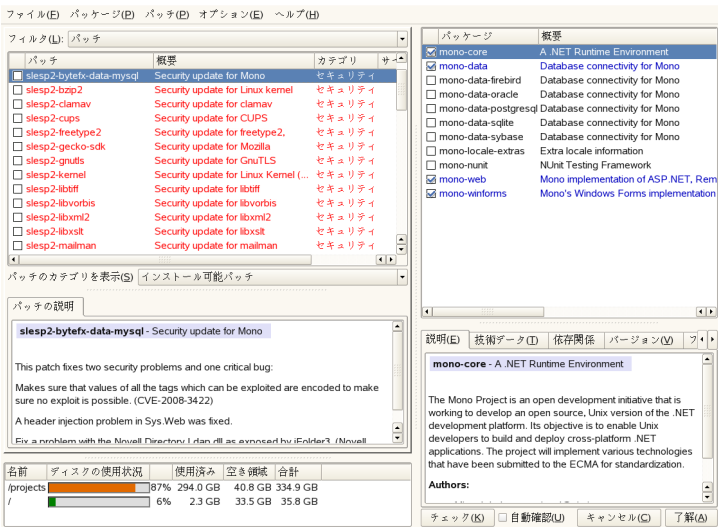 ファイル(F) パッケージ(P) パッチ(P) オプション(E) ヘルプ(H)
フィルタ(L): パッチ
パッチ 概要 カテゴリ サイ
slesp2-bytefx-data-mysql Security update for Mono セキュリティ
slesp2-bzip2 Security update for Linux kernel セキュリティ
slesp2-clamav Security update for clamav セキュリティ
slesp2-cups Security update for CUPS セキュリティ
slesp2-freetype2 Security update for freetype2, セキュリティ
slesp2-gecko-sdk Security update for Mozilla セキュリティ
slesp2-gnutls Security update for GnuTLS セキュリティ
slesp2-kernel Security update for Linux Kernel (... セキュリティ
slesp2-libtiff Security update for libtiff セキュリティ
slesp2-libvorbis Security update for libvorbis セキュリティ
slesp2-libxml2 Security update for libxml2 セキュリティ
slesp2-libxslt Security update for libxslt セキュリティ
slesp2-mailman Security update for mailman セキュリティ
パッチのカテゴリを表示(S) インストール可能パッチ
パッチの説明
slesp2-bytefx-data-mysql - Security update for Mono
This patch fixes two security problems and one critical bug:
Makes sure that values of all the tags which can be exploited are encoded to make
sure no exploit is possible. (CVE-2008-3422)
A header injection problem in Sys.Web was fixed.
Fix a problem with the Novell.Directory.Ldap.dll as exposed by iFolder3. (Novell
名前 ディスクの使用状況 使用済み 空き領域 合計
/projects 87% 294.0 GB 40.8 GB 334.9 GB
/ 6% 2.3 GB 33.5 GB 35.8 GB
パッケージ 概要
mono-core A .NET Runtime Environment
mono-data Database connectivity for Mono
mono-data-firebird Database connectivity for Mono
mono-data-oracle Database connectivity for Mono
mono-data-postgresql Database connectivity for Mono
mono-data-sqlite Database connectivity for Mono
mono-data-sybase Database connectivity for Mono
mono-locale-extras Extra locale information
mono-nunit NUnit Testing Framework
mono-web Mono implementation of ASP.NET, Rem
mono-winforms Mono's Windows Forms implementation
説明(E) 技術データ(T) 依存関係 バージョン(V) フ
mono-core - A .NET Runtime Environment
The Mono Project is an open development initiative that is
working to develop an open source, Unix version of the .NET
development platform. Its objective is to enable Unix
developers to build and deploy cross-platform .NET
applications. The project will implement various technologies
that have been submitted to the ECMA for standardization.
Authors:
チェック(K) 自動確認(U) キャンセル(C) 了解(A)